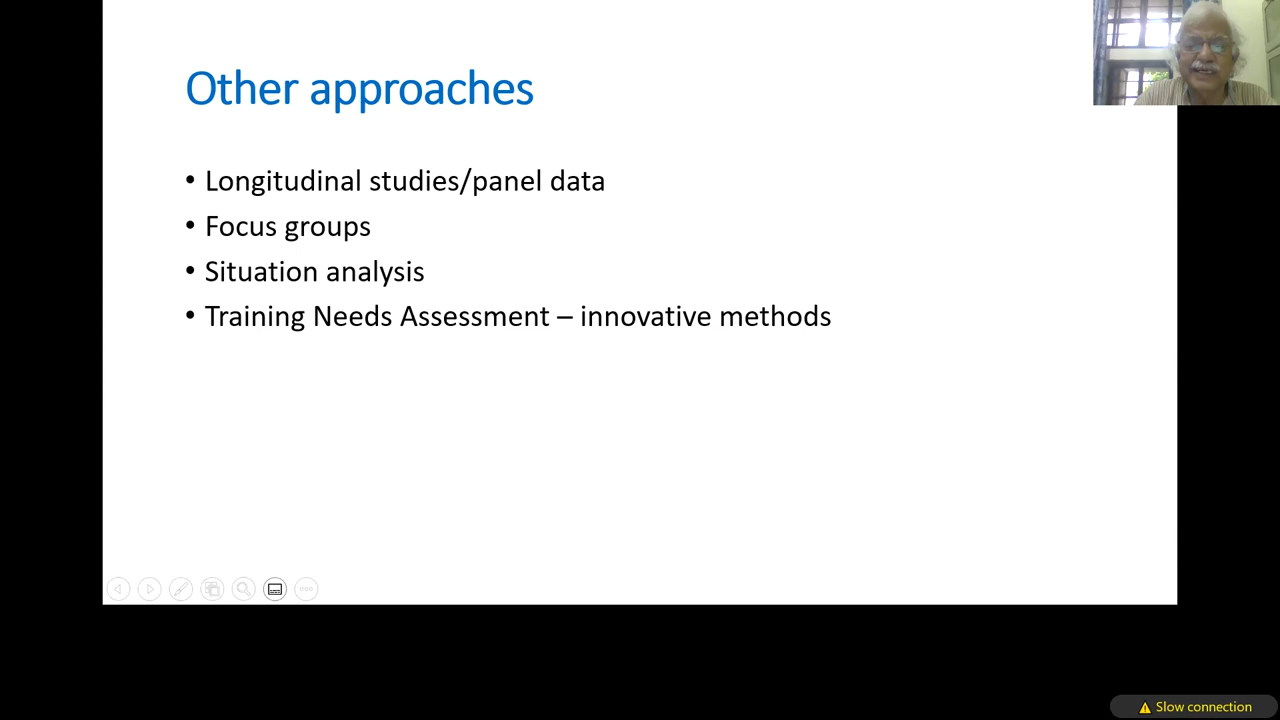 Other approaches
• Longitudinal studies/panel data
• Focus groups
• Situation analysis
• Training Needs Assessment – innovative methods
Slow connection